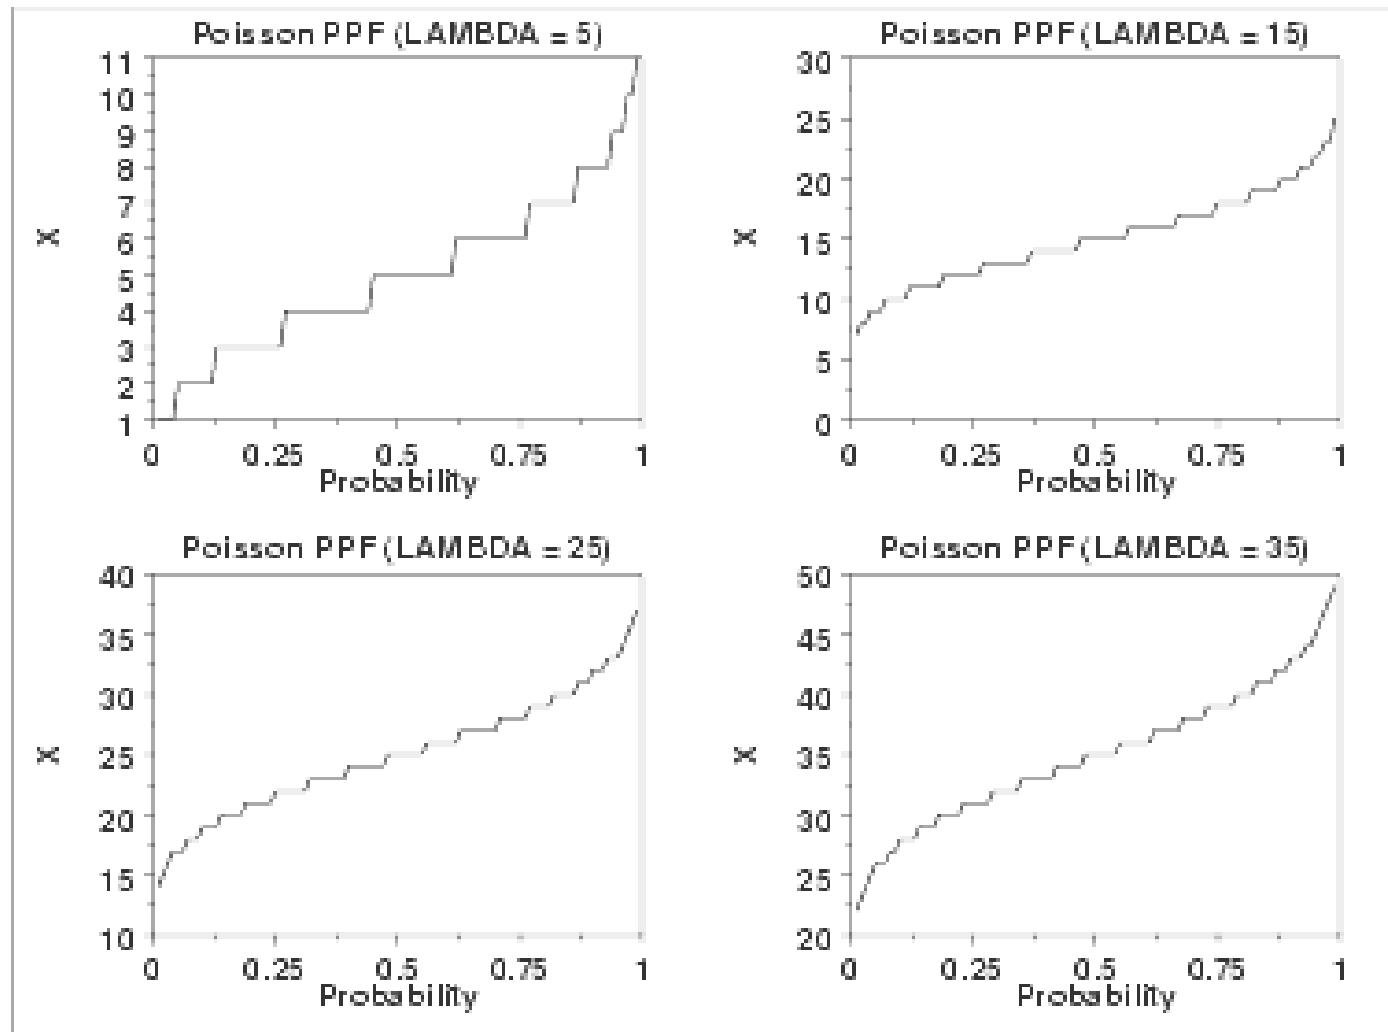 Poisson PPF (LAMBDA = 5)
11
10
9
8
7
6
5
4
3
2
1
X
0 0.25 0.5 0.75 1
Probability
Poisson PPF (LAMBDA = 15)
30
25
20
15
10
5
0
X
0 0.25 0.5 0.75 1
Probability
Poisson PPF (LAMBDA = 25)
40
35
30
25
20
15
10
X
0 0.25 0.5 0.75 1
Probability
Poisson PPF (LAMBDA = 35)
50
45
40
35
30
25
20
X
0 0.25 0.5 0.75 1
Probability